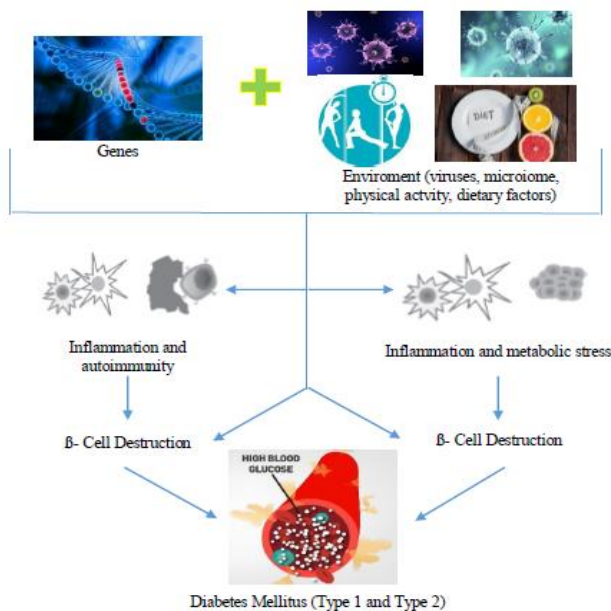 Genes
DIET
Enviroment (viruses, microiome,
physical actvity, dietary factors)
Inflammation and
autoimmunity
Inflammation and metabolic stress
ß- Cell Destruction
ß- Cell Destruction
HIGH BLOOD
GLUCOSE
Diabetes Mellitus (Type 1 and Type 2)